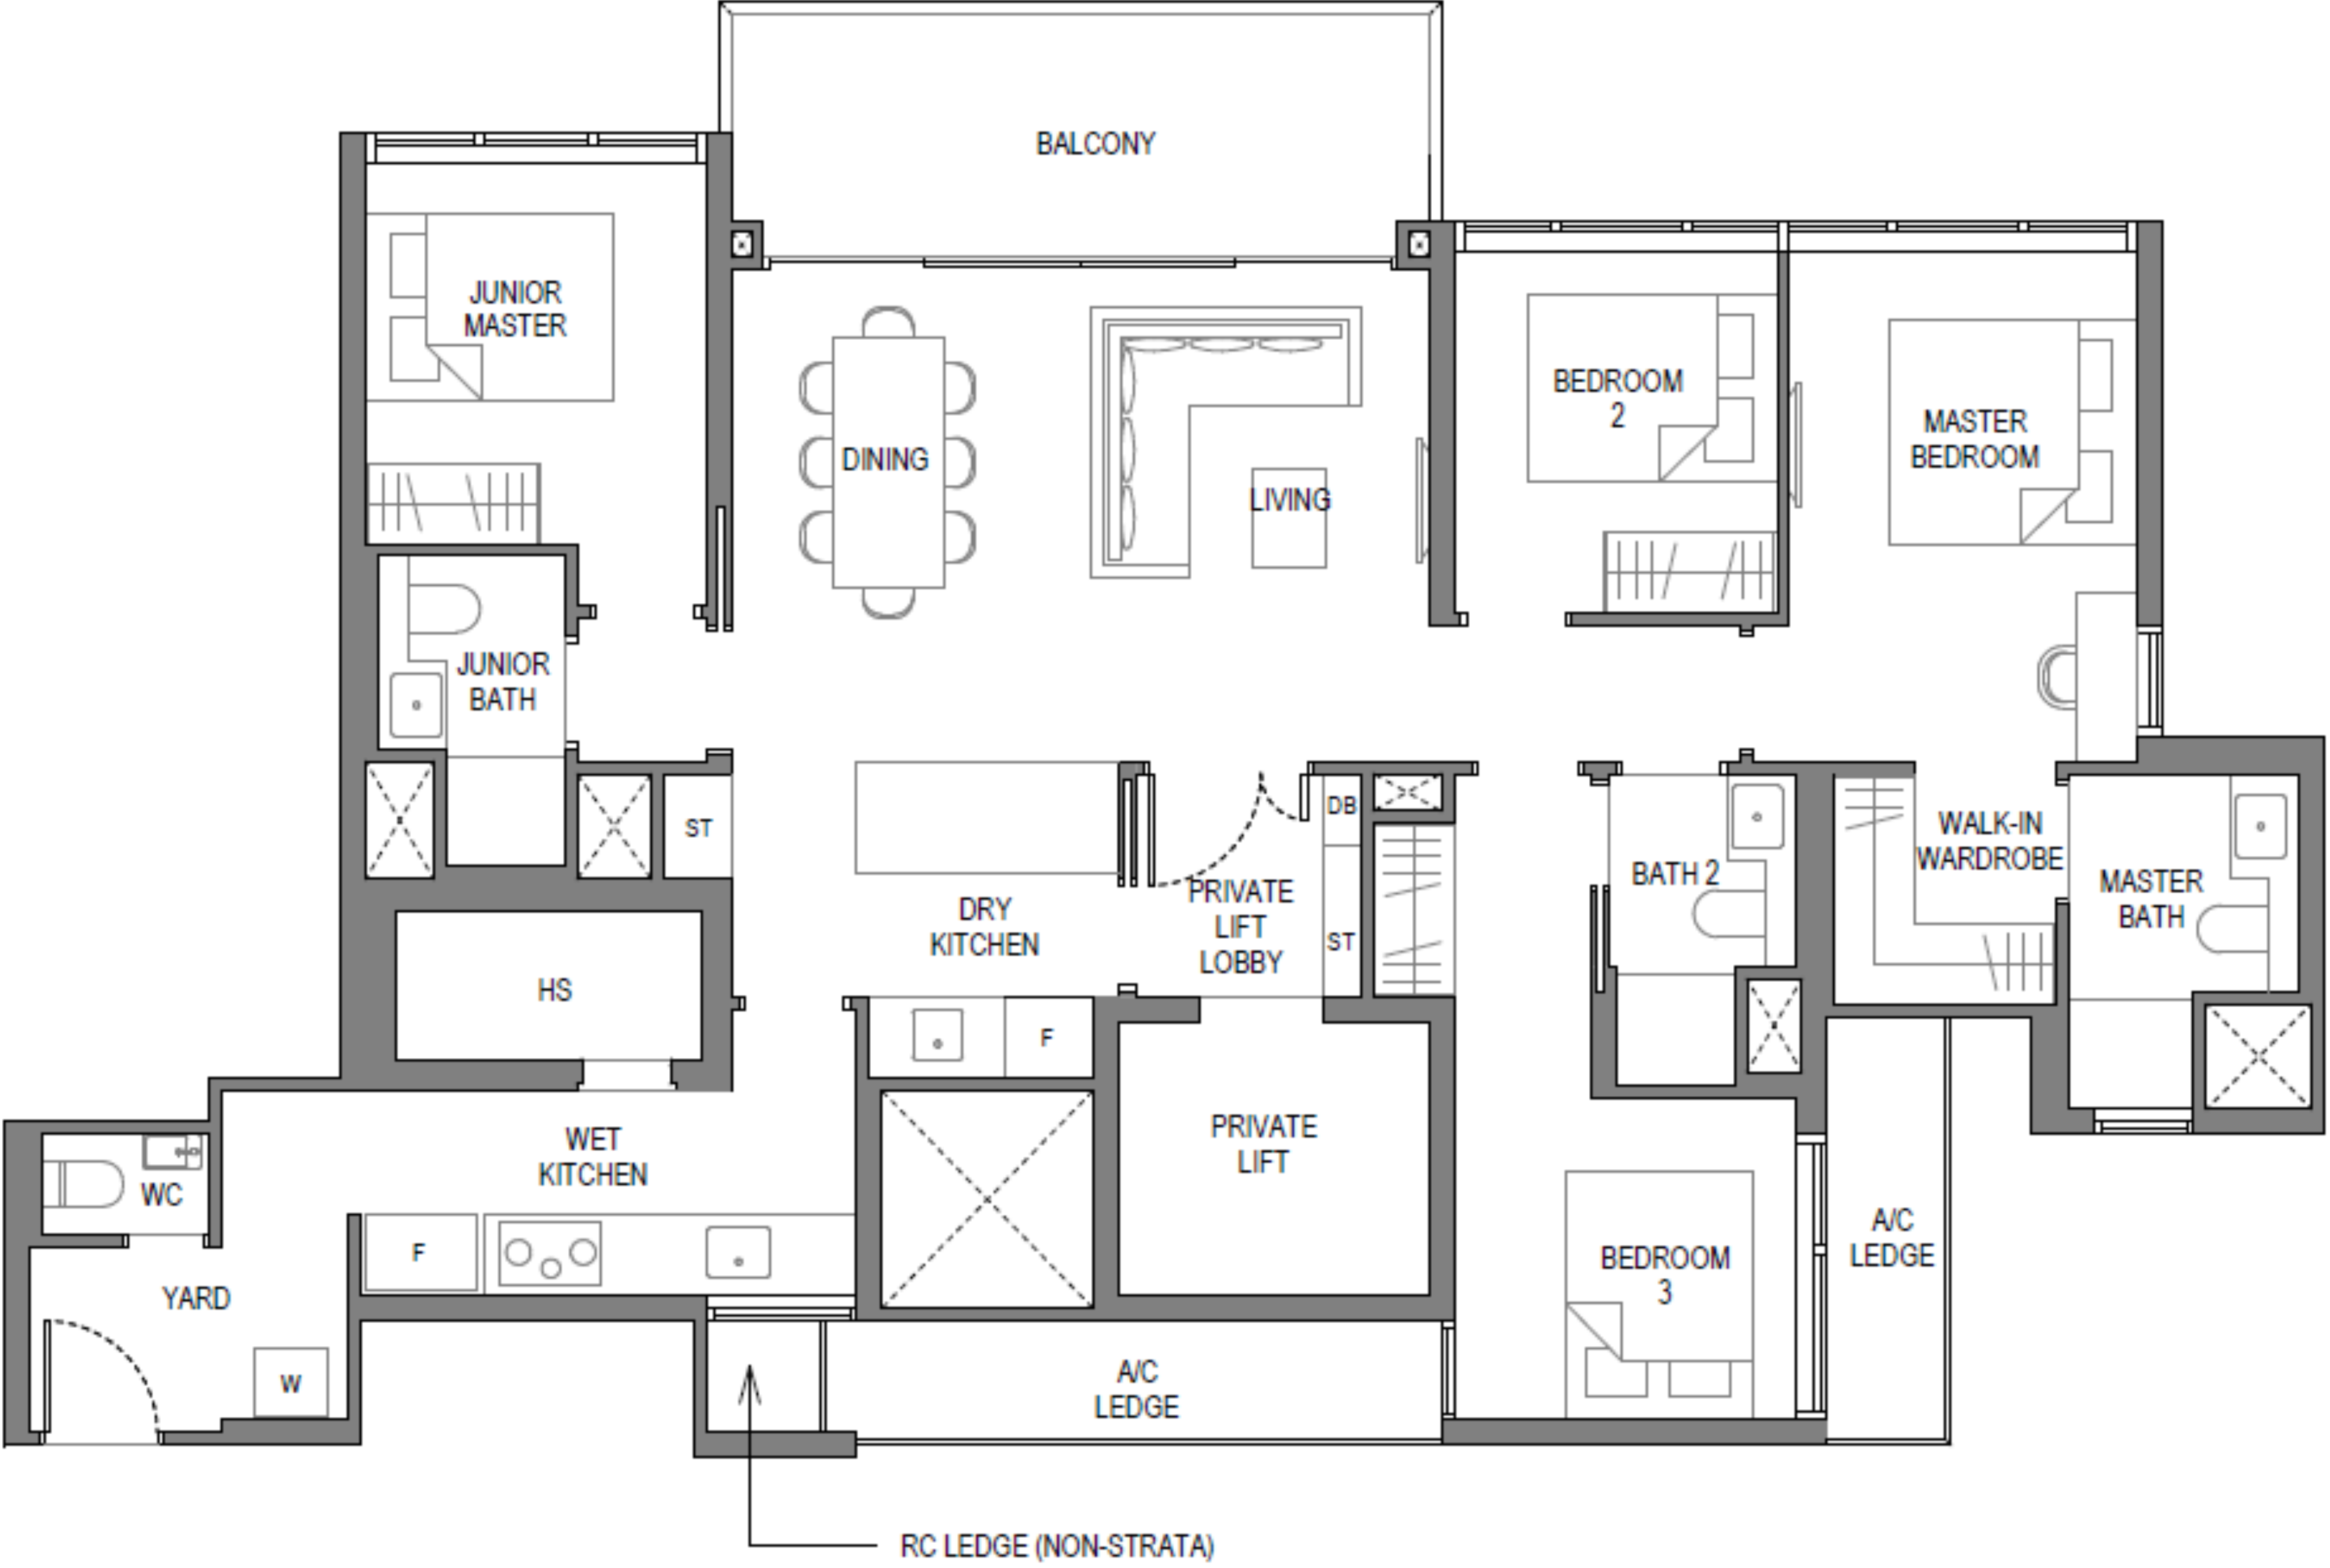 BALCONY
JUNIOR
MASTER
BEDROOM
2
MASTER
BEDROOM
DINING
LIVING
JUNIOR
BATH
ST
DB
WALK-IN
WARDROBE
BATH 2
MASTER
BATH
PRIVATE
LIFT
LOBBY
DRY
KITCHEN
ST
HS
F
WET
KITCHEN
PRIVATE
LIFT
WC
F
A/C
LEDGE
BEDROOM
3
YARD
W
A/C
LEDGE
RC LEDGE (NON-STRATA)